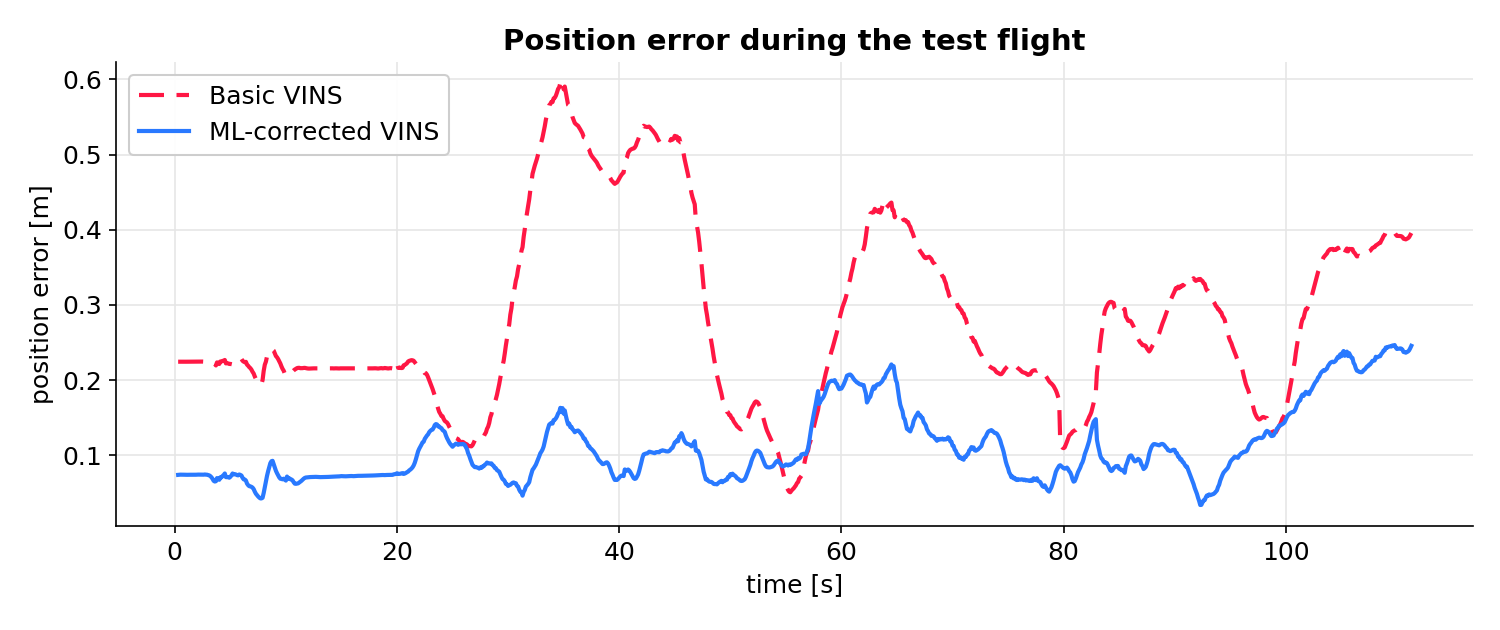 Position error during the test flight
Basic VINS
ML-corrected VINS
position error [m]
0.6
0.5
0.4
0.3
0.2
0.1
0 20 40 60 80 100
time [s]